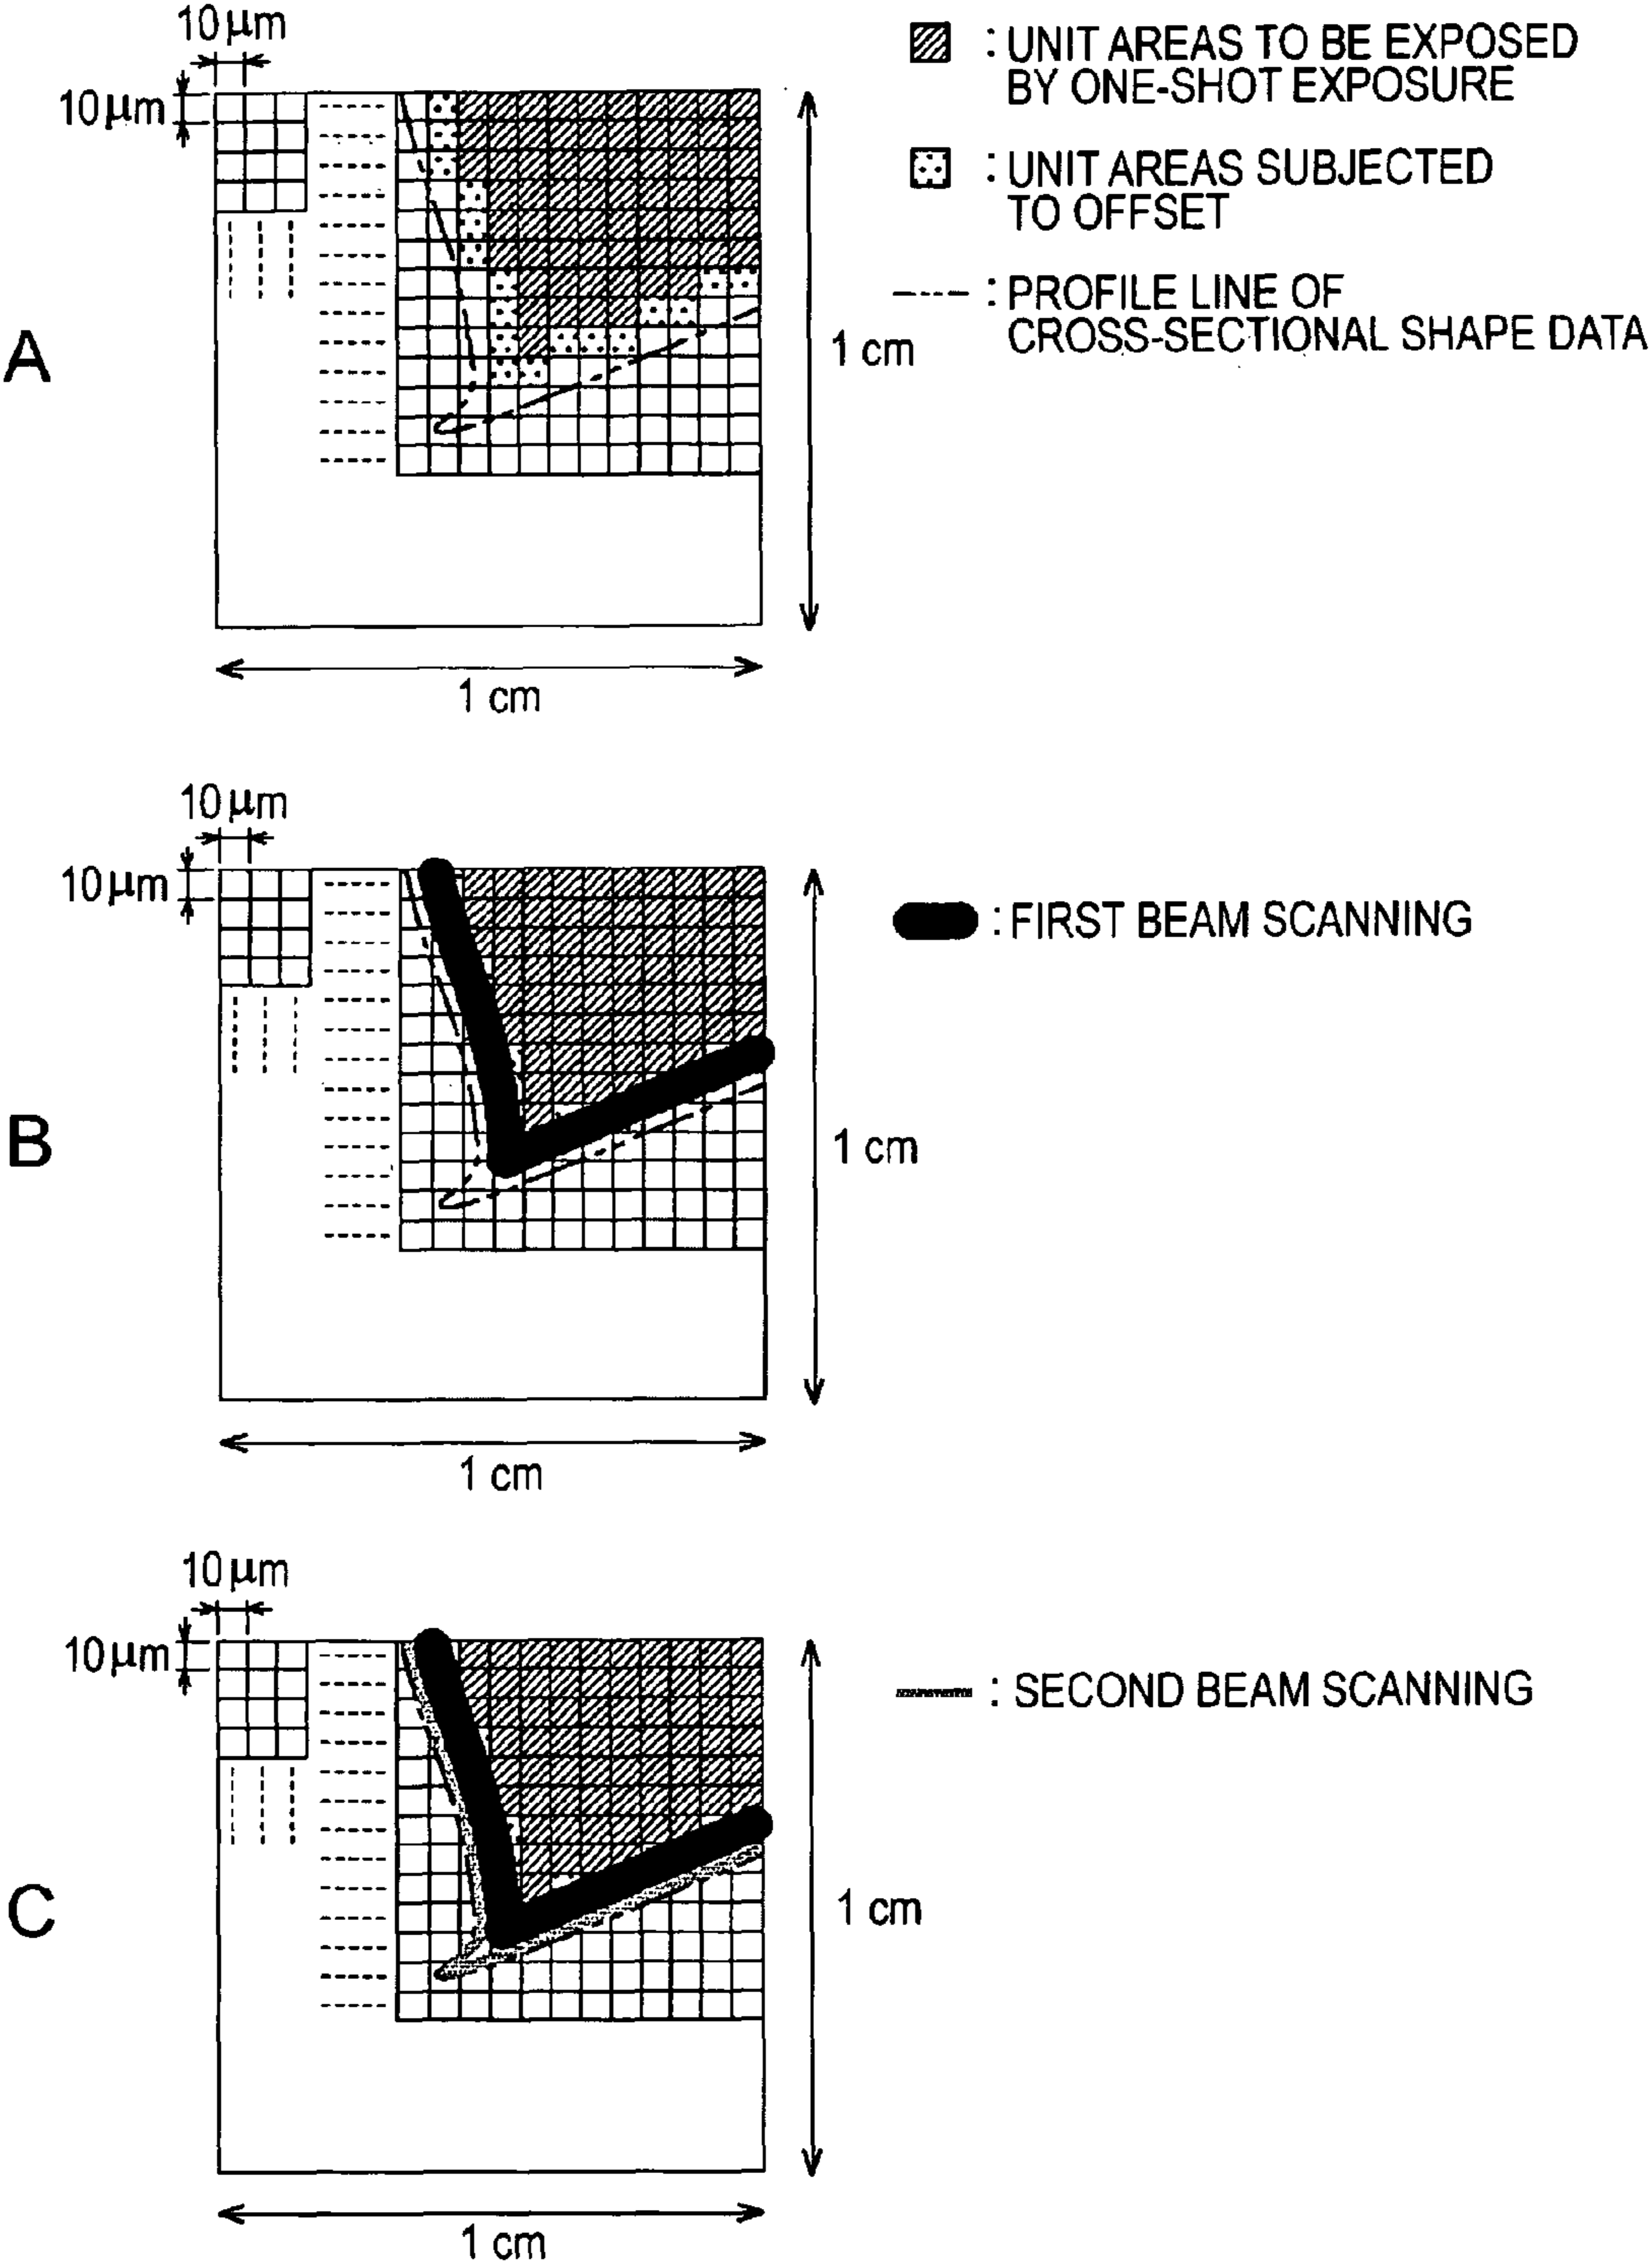 10μm
10μm
: UNIT AREAS TO BE EXPOSED
BY ONE-SHOT EXPOSURE
: UNIT AREAS SUBJECTED
TO OFFSET
: PROFILE LINE OF
CROSS-SECTIONAL SHAPE DATA
A
1 cm
1 cm
10μm
10μm
: FIRST BEAM SCANNING
B
1 cm
1 cm
10μm
10μm
: SECOND BEAM SCANNING
C
1 cm
1 cm